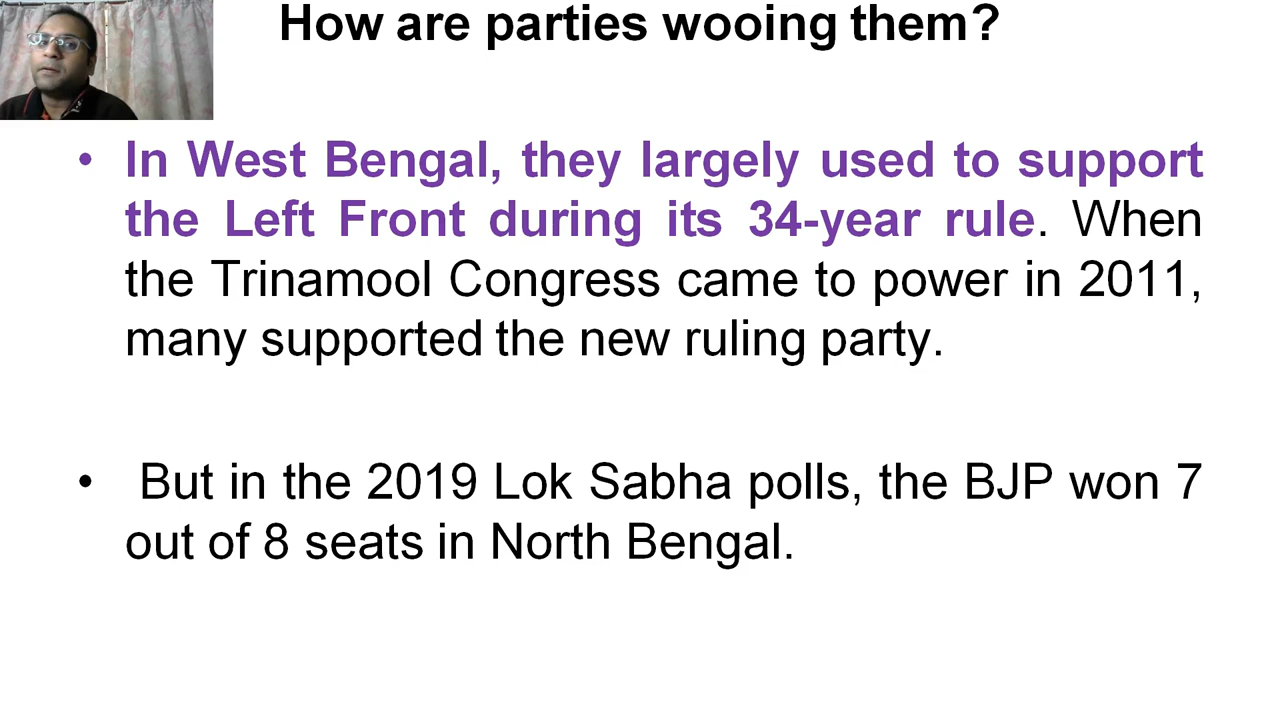 How are parties wooing them?
• In West Bengal, they largely used to support
the Left Front during its 34-year rule. When
the Trinamool Congress came to power in 2011,
many supported the new ruling party.
• But in the 2019 Lok Sabha polls, the BJP won 7
out of 8 seats in North Bengal.